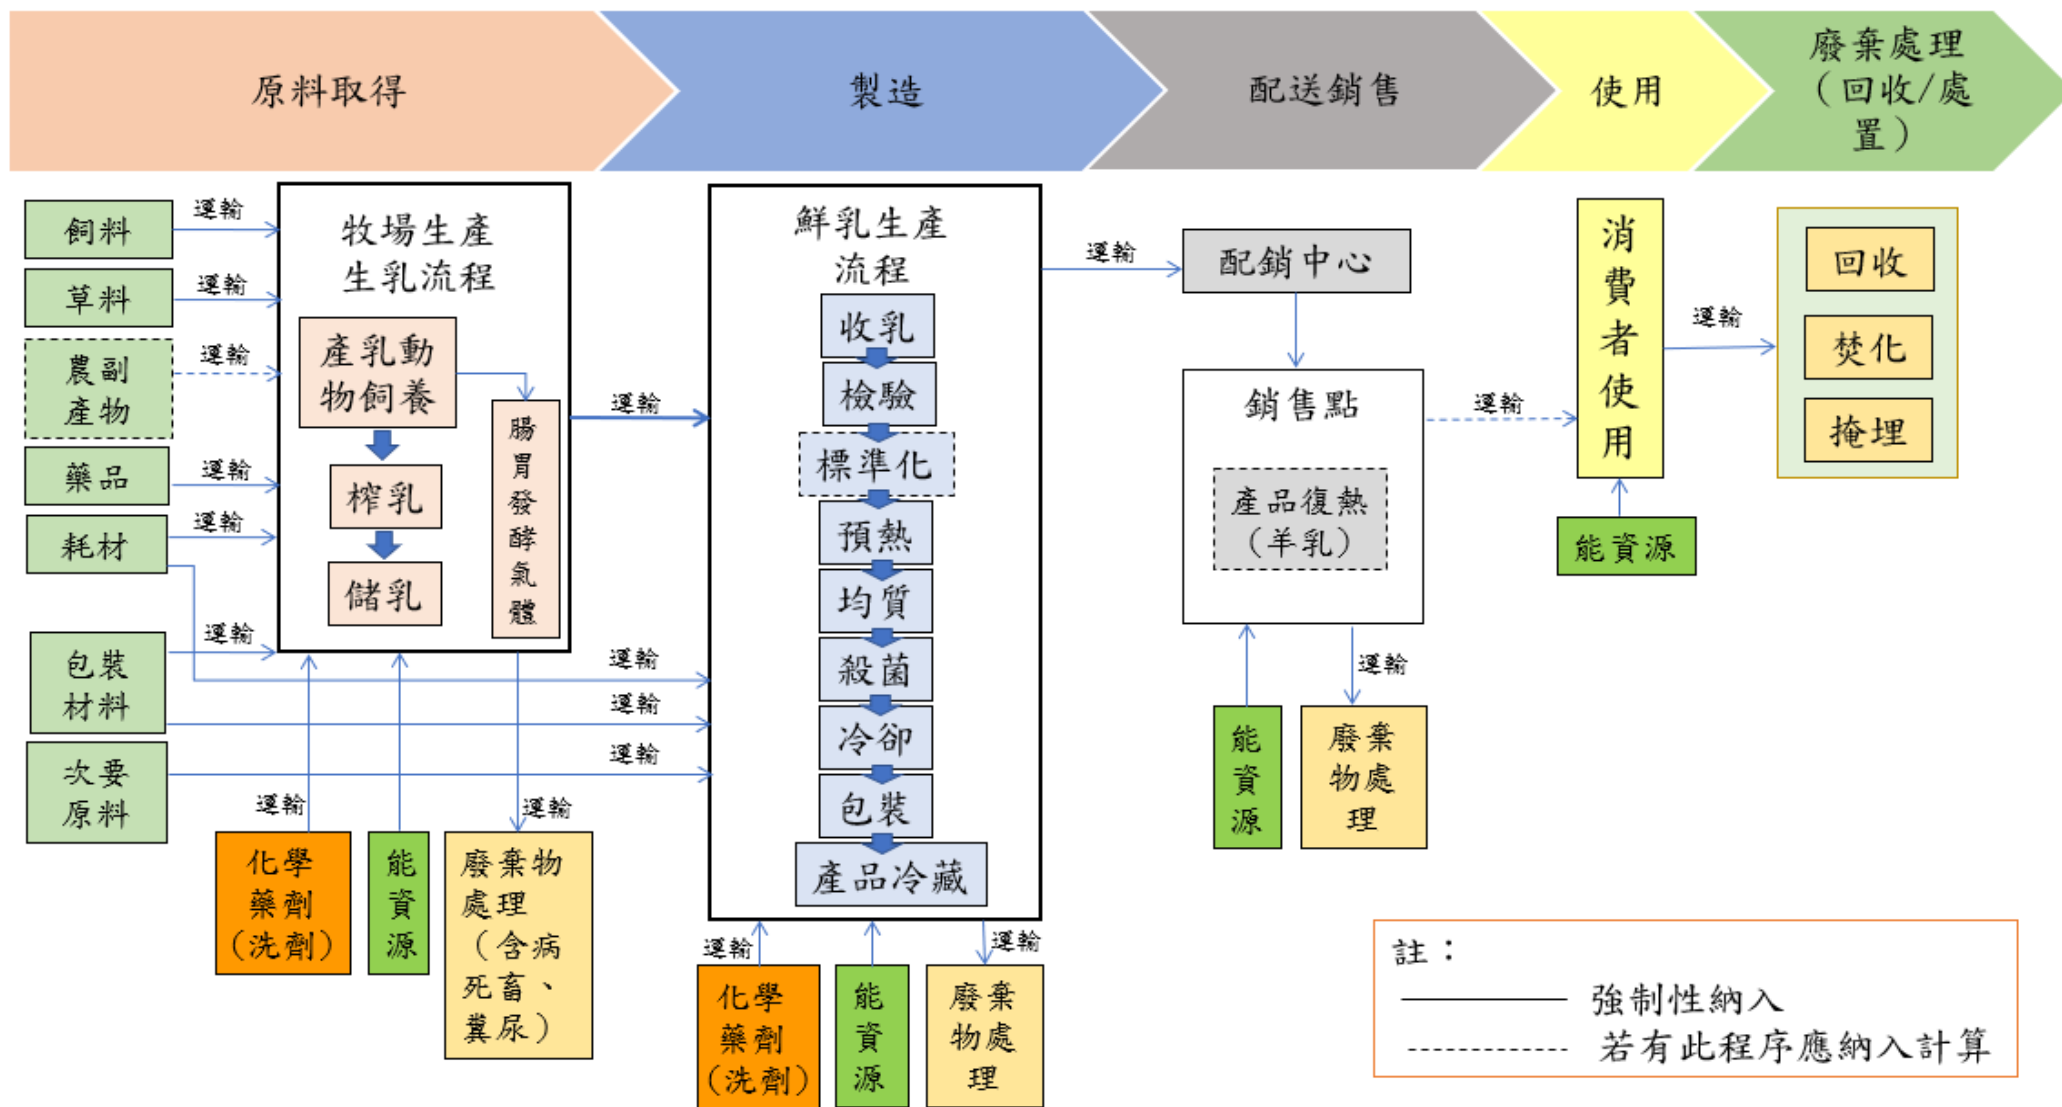 原料取得
製造
配送銷售
使用
廢棄處理
（回收/處
置）
飼料
運輸
草料
運輸
農副
產物
運輸
藥品
運輸
耗材
運輸
包裝
材料
運輸
次要
原料
牧場生產
生乳流程
產乳動
物飼養
榨乳
儲乳
腸
胃
發
酵
氣
體
運輸
化學
藥劑
(洗劑)
能
資
源
運輸
廢棄物
處理
（含病
死畜、
糞尿）
運輸
運輸
運輸
運輸
鮮乳生產
流程
收乳
檢驗
標準化
預熱
均質
殺菌
冷卻
包裝
產品冷藏
運輸
化學
藥劑
(洗劑)
能
資
源
運輸
廢棄
物處
理
運輸
配銷中心
銷售點
產品復熱
（羊乳）
能
資
源
運輸
廢棄
物處
理
運輸
消
費
者
使
用
能資源
運輸
回收
焚化
掩埋
註：
強制性納入
若有此程序應納入計算